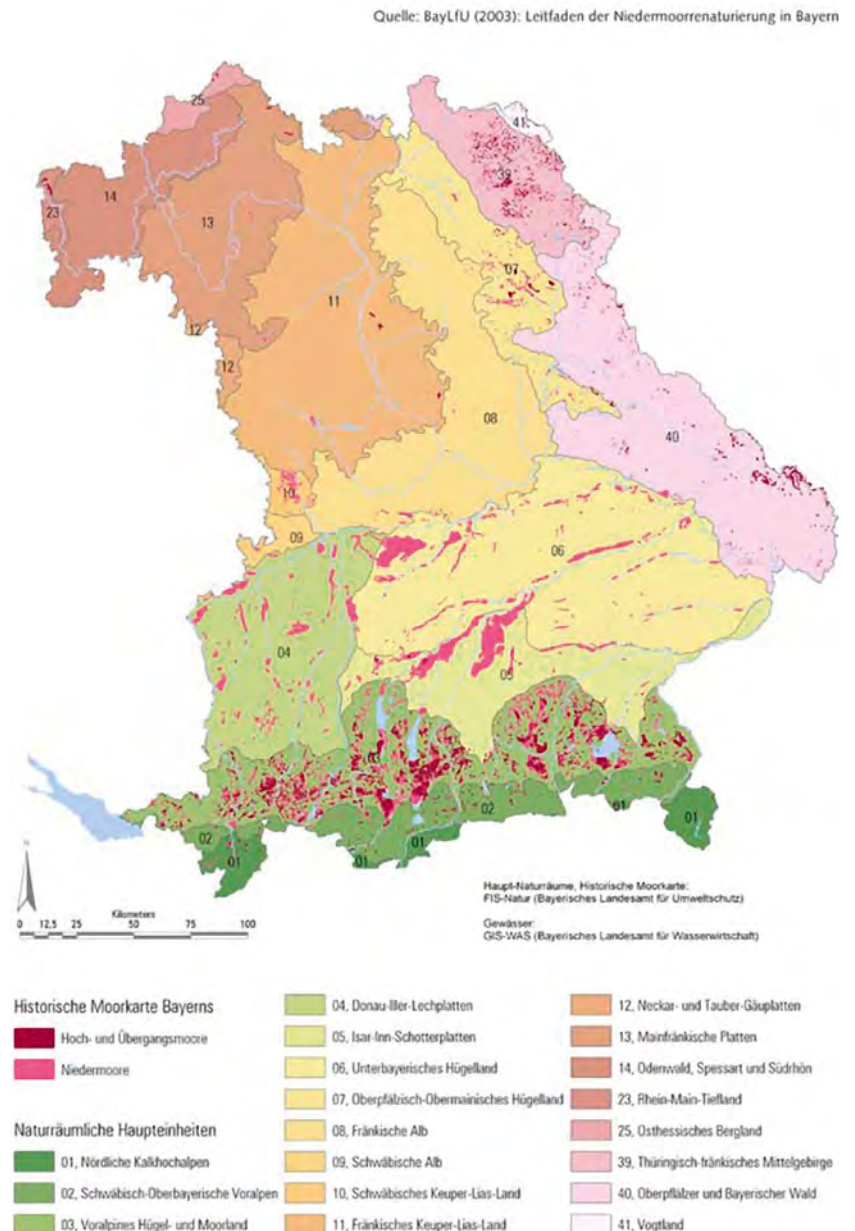 Quelle: BayLfU (2003): Leitfaden der Niedermoorrenaturierung in Bayern
25
41
39
14
23
13
07
11
12
12
08
40
10
09
06
04
05
03
02
61
01
02
01
01
01
N
Haupt-Naturräume, Historische Moorkarte:
FIS-Natur (Bayerisches Landesamt für Umweltschutz)
Kilometers
0 12,5 25 50 75 100
Gewässer:
GIS-WAS (Bayerisches Landesamt für Wasserwirtschaft)
Historische Moorkarte Bayerns
Hoch- und Übergangsmoore
Niedermoore
Naturräumliche Haupteinheiten
01, Nördliche Kalkhochalpen
02, Schwäbisch-Oberbayerische Voralpen
03, Voralpines Hügel- und Moorland
04, Donau-Iller-Lechplatten
05, Isar-Inn-Schotterplatten
06, Unterbayerisches Hügelland
07, Oberpfälzisch-Obermainisches Hügelland
08, Fränkische Alb
09, Schwäbische Alb
10, Schwäbisches Keuper-Lias-Land
11, Fränkisches Keuper-Lias-Land
12, Neckar- und Tauber-Gäuplatten
13, Mainfränkische Platten
14, Odenwald, Spessart und Südrhön
23, Rhein-Main-Tiefland
25, Osthessisches Bergland
39, Thüringisch-fränkisches Mittelgebirge
40, Oberpflälzer und Bayerischer Wald
41, Vogtland